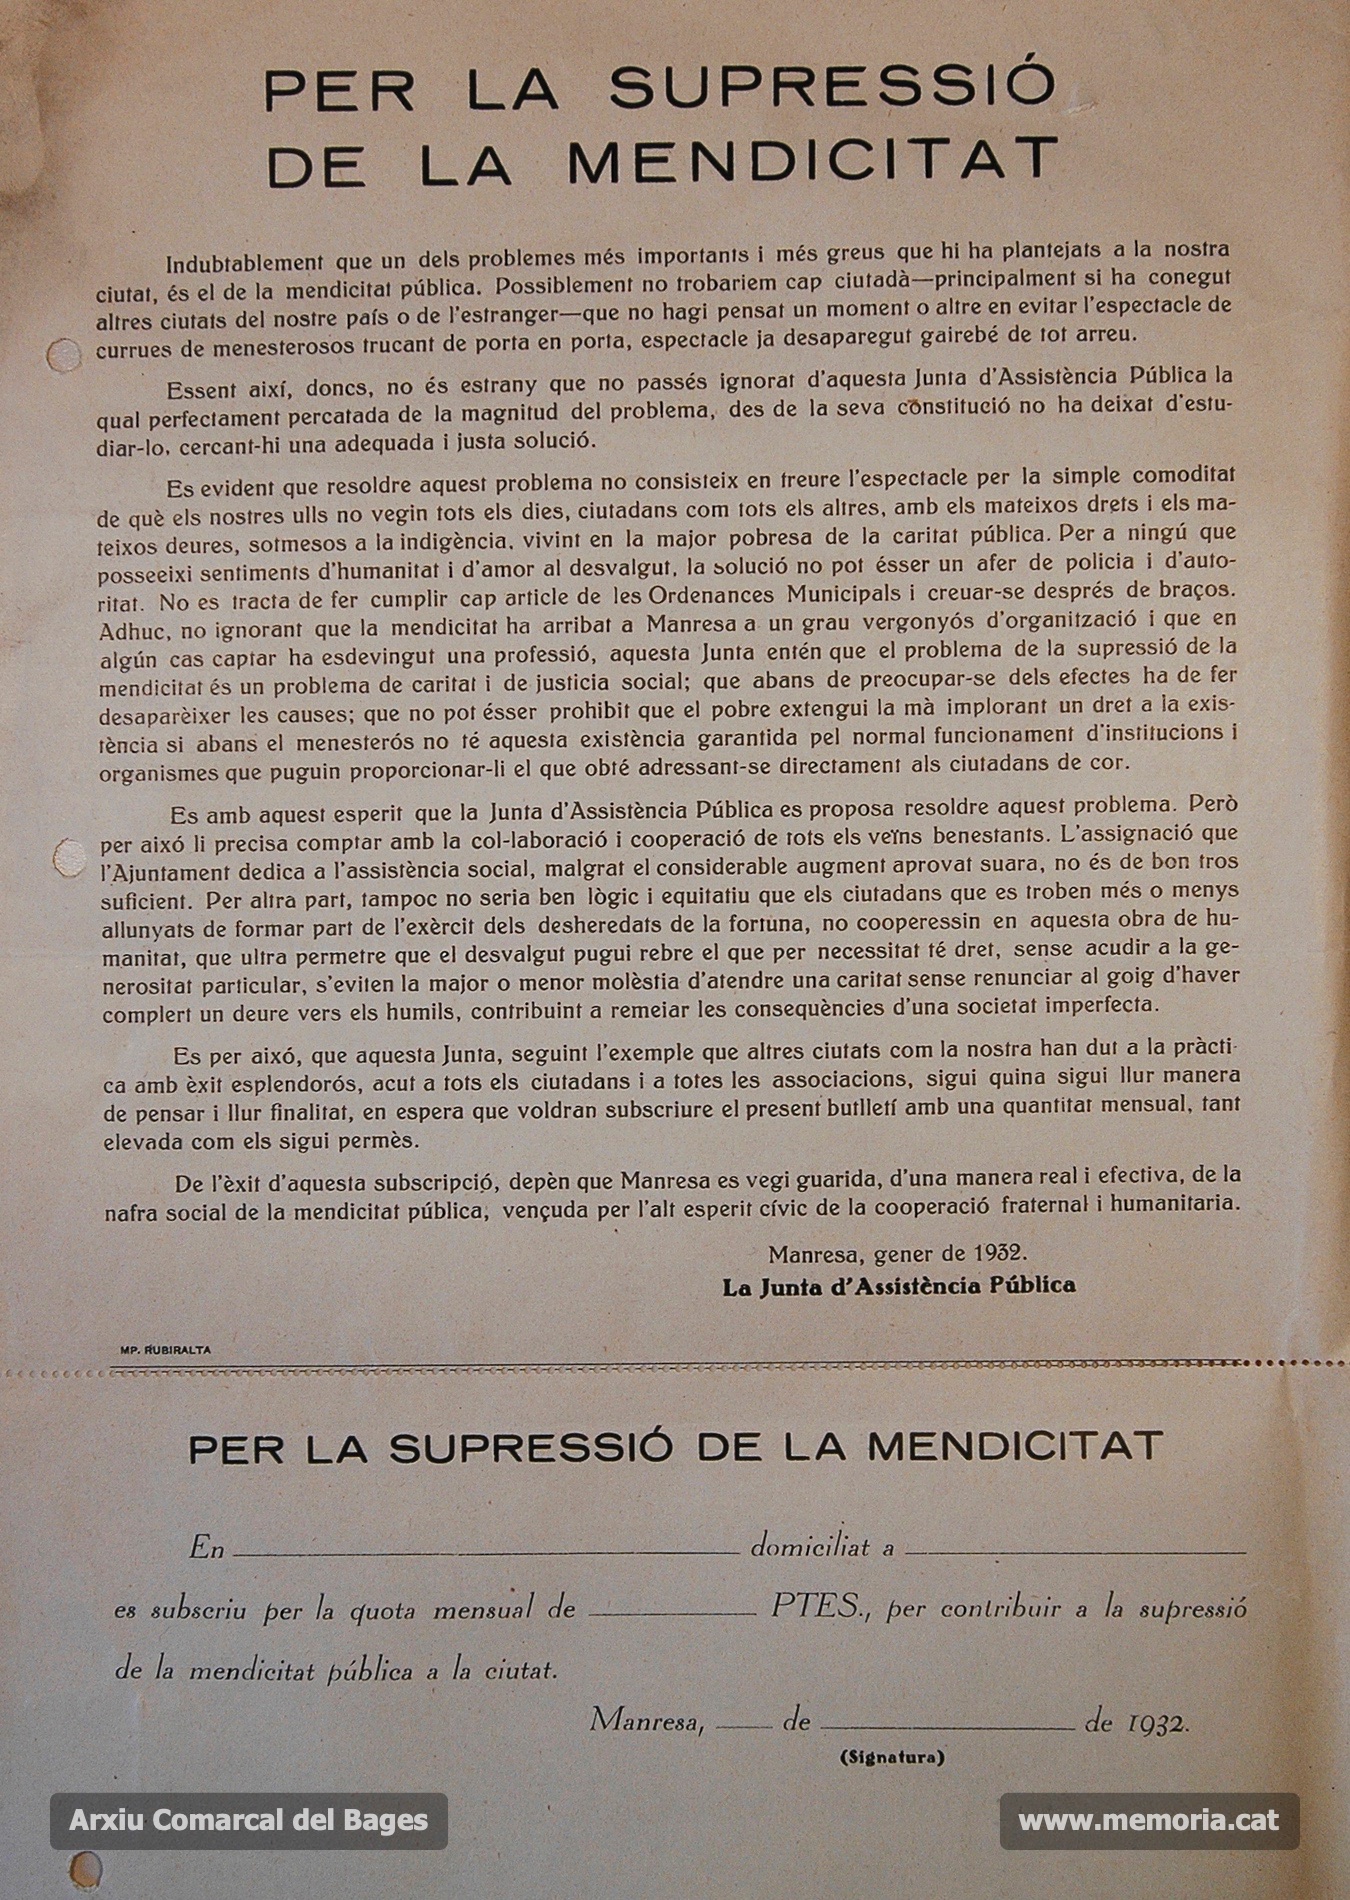 PER LA SUPRESSIÓ
DE LA MENDICITAT
Indubtablement que un dels problemes més importants i més greus que hi ha plantejats a la nostra
ciutat, és el de la mendicitat pública. Possiblement no trobariem cap ciutadà—principalment si ha conegut
altres ciutats del nostre país o de l'estranger—que no hagi pensat un moment o altre en evitar l'espectacle de
currues de menesterosos trucant de porta en porta, espectacle ja desaparegut gairebé de tot arreu.
Essent així, doncs, no és estrany que no passés ignorat d'aquesta Junta d'Assistència Pública la
qual perfectament percatada de la magnitud del problema, des de la seva constitució no ha deixat d'estu-
diar-lo, cercant-hi una adequada i justa solució.
Es evident que resoldre aquest problema no consisteix en treure l'espectacle per la simple comoditat
de què els nostres ulls no vegin tots els dies, ciutadans com tots els altres, amb els mateixos drets i els ma-
teixos deures, sotmesos a la indigència, vivint en la major pobresa de la caritat pública. Per a ningú que
posseeixi sentiments d'humanitat i d'amor al desvalgut, la solució no pot ésser un afer de policia i d'auto-
ritat. No es tracta de fer cumplir cap article de les Ordenances Municipals i creuar-se després de braços.
Adhuc, no ignorant que la mendicitat ha arribat a Manresa a un grau vergonyós d'organització i que en
algún cas captar ha esdevingut una professió, aquesta Junta entén que el problema de la supressió de la
mendicitat és un problema de caritat i de justicia social; que abans de preocupar-se dels efectes ha de fer
desaparèixer les causes; que no pot ésser prohibit que el pobre extengui la mà implorant un dret a la exis-
tència si abans el menesterós no té aquesta existència garantida pel normal funcionament d'institucions i
organismes que puguin proporcionar-li el que obté adressant-se directament als ciutadans de cor.
Es amb aquest esperit que la Junta d'Assistència Pública es proposa resoldre aquest problema. Però
per aixó li precisa comptar amb la col-laboració i cooperació de tots els veïns benestants. L'assignació que
l'Ajuntament dedica a l'assistència social, malgrat el considerable augment aprovat suara, no és de bon tros
suficient. Per altra part, tampoc no seria ben lògic i equitatiu que els ciutadans que es troben més o menys
allunyats de formar part de l'exèrcit dels desheredats de la fortuna, no cooperessin en aquesta obra de hu-
manitat, que ultra permetre que el desvalgut pugui rebre el que per necessitat té dret, sense acudir a la ge-
nerositat particular, s'eviten la major o menor molèstia d'atendre una caritat sense renunciar al goig d'haver
complert un deure vers els humils, contribuint a remeiar les consequències d'una societat imperfecta.
Es per aixó, que aquesta Junta, seguint l'exemple que altres ciutats com la nostra han dut a la pràcti-
ca amb èxit esplendorós, acut a tots els ciutadans i a totes les associacions, sigui quina sigui llur manera
de pensar i llur finalitat, en espera que voldran subscriure el present butlletí amb una quantitat mensual, tant
elevada com els sigui permès.
De l'èxit d'aquesta subscripció, depèn que Manresa es vegi guarida, d'una manera real i efectiva, de la
nafra social de la mendicitat pública, vençuda per l'alt esperit cívic de la cooperació fraternal i humanitaria.
Manresa, gener de 1932.
La Junta d'Assistència Pública
MP. RUBIRALTA
PER LA SUPRESSIÓ DE LA MENDICITAT
En domiciliat a
es subscriu per la quota mensual de PTES., per contribuir a la supressió
de la mendicitat pública a la ciutat.
Manresa, de de 1932.
(Signatura)
Arxiu Comarcal del Bages www.memoria.cat